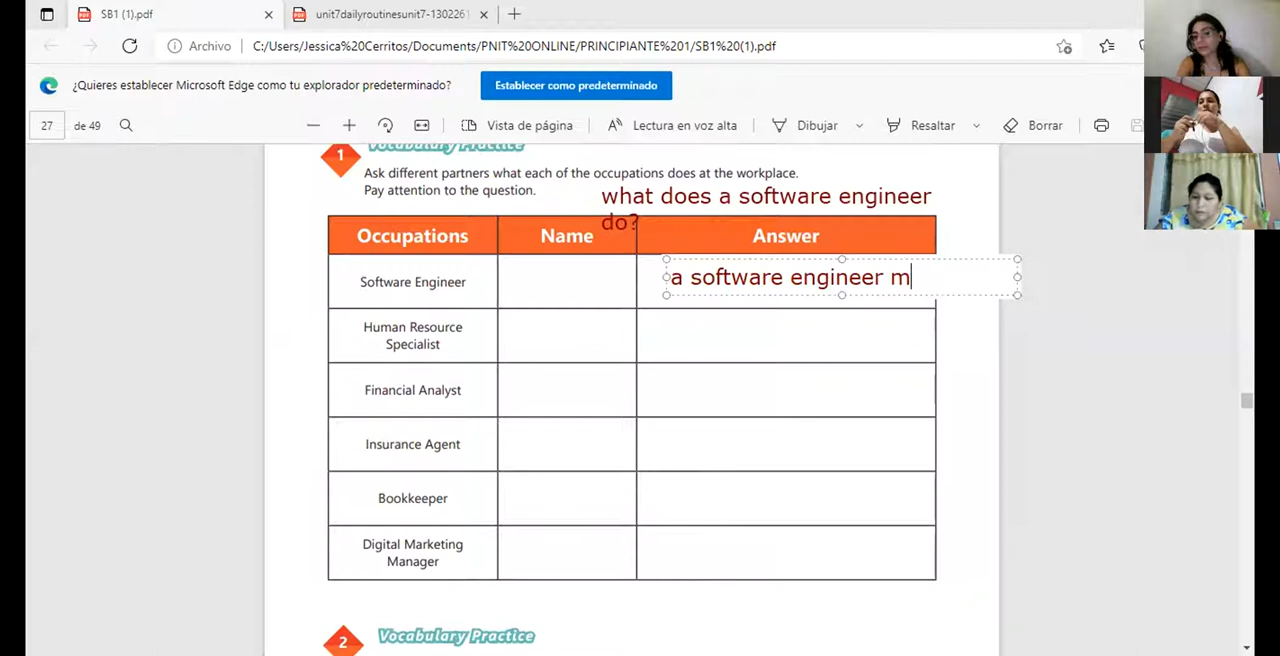 SB1 (1).pdf
unit7dailyroutinesunit7-130226
Archivo
C:/Users/Jessica%20Cerritos/Documents/PNIT%20ONLINE/PRINCIPIANTE%201/SB1%20(1).pdf
¿Quieres establecer Microsoft Edge como tu explorador predeterminado?
Establecer como predeterminado
27 de 49
Vista de página
Lectura en voz alta
Dibujar
Resaltar
Borrar
1 Vocabulary Practice
Ask different partners what each of the occupations does at the workplace.
Pay attention to the question.
what does a software engineer
do?
Occupations Name Answer
Software Engineer a software engineer m
Human Resource
Specialist
Financial Analyst
Insurance Agent
Bookkeeper
Digital Marketing
Manager
2 Vocabulary Practice